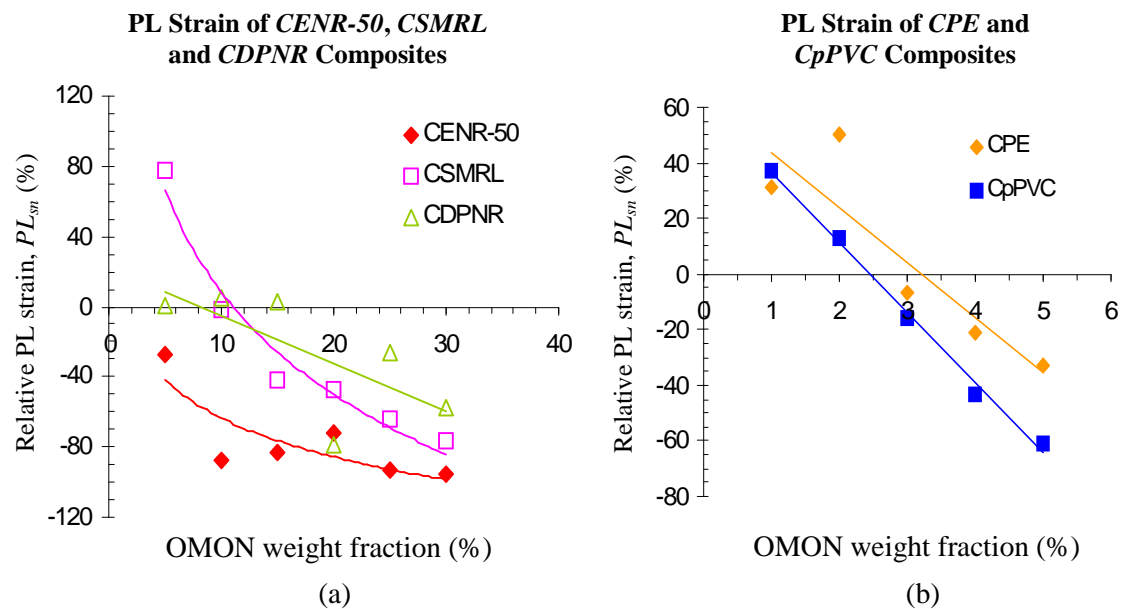 PL Strain of CENR-50, CSMRL
and CDPNR Composites
120
80
40
0
-40
-80
-120
0
10
20
30
40
CENR-50
CSMRL
CDPNR
Relative PL strain, PLsn (%)
OMON weight fraction (%)
(a)
PL Strain of CPE and
CpPVC Composites
60
40
20
0
-20
-40
-60
-80
0
1
2
3
4
5
6
CPE
CpPVC
Relative PL strain, PLsn (%)
OMON weight fraction (%)
(b)